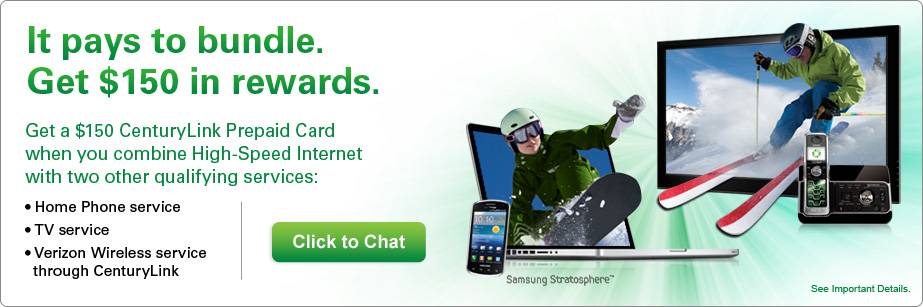 It pays to bundle.
Get $150 in rewards.
Get a $150 CenturyLink Prepaid Card
when you combine High-Speed Internet
with two other qualifying services:
• Home Phone service
• TV service
• Verizon Wireless service
through CenturyLink
Click to Chat
Samsung Stratosphere™
See Important Details.